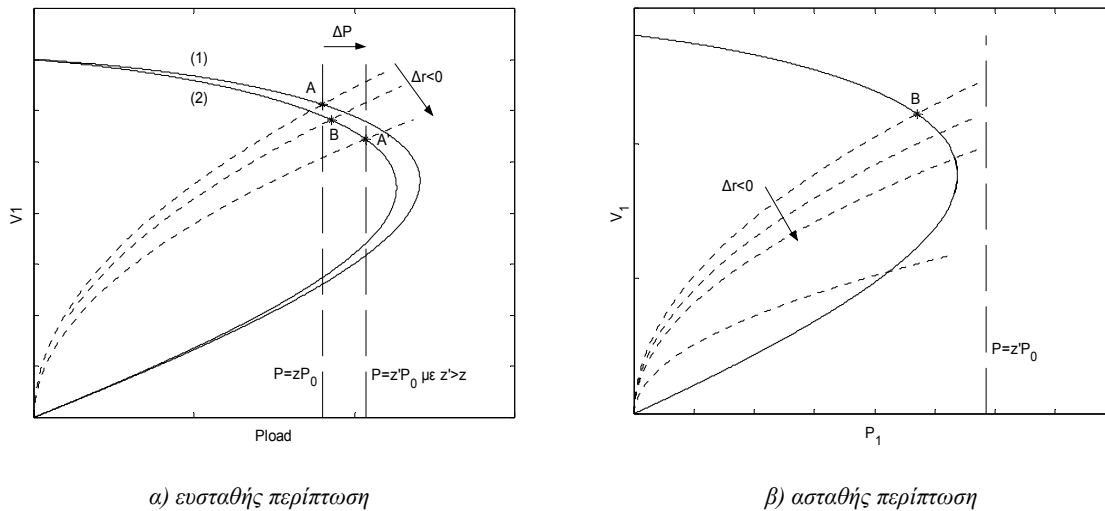 (1)
(2)
A
B
A'
ΔP
Δr<0
V1
P=zP0
P=z'P0 με z'>z
Pload
α) ευσταθής περίπτωση
B
Δr<0
V1
P=z'P0
P1
β) ασταθής περίπτωση